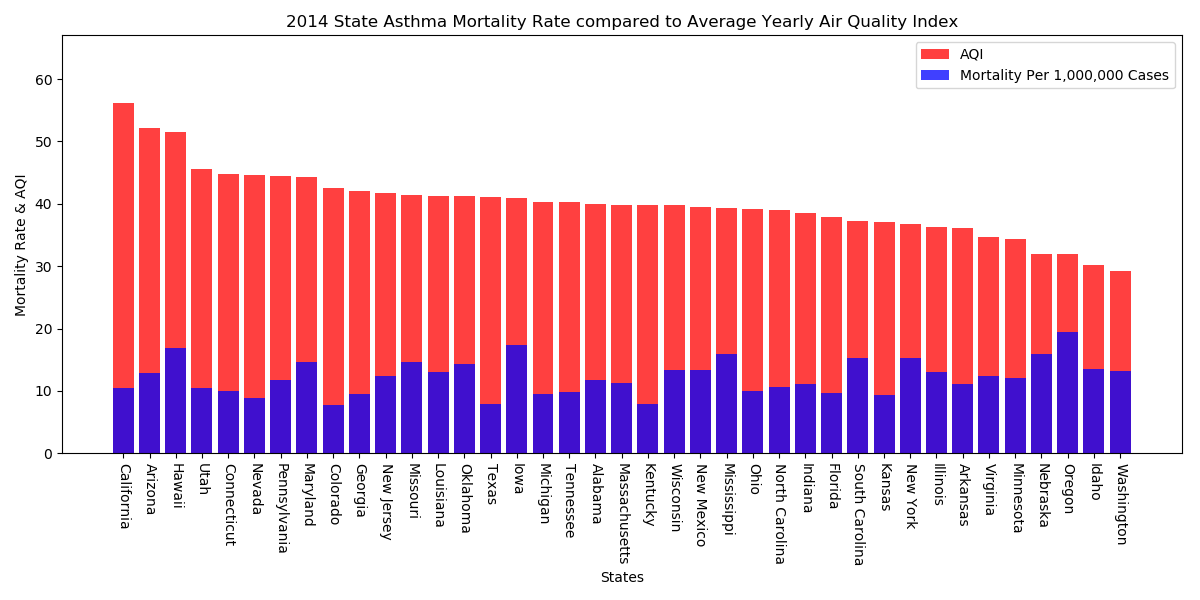 2014 State Asthma Mortality Rate compared to Average Yearly Air Quality Index
AQI
Mortality Per 1,000,000 Cases
Mortality Rate & AQI
60
50
40
30
20
10
0
California
Arizona
Hawaii
Utah
Connecticut
Nevada
Pennsylvania
Maryland
Colorado
Georgia
New Jersey
Missouri
Louisiana
Oklahoma
Texas
Iowa
Michigan
Tennessee
Alabama
Massachusetts
Kentucky
Wisconsin
New Mexico
Mississippi
Ohio
North Carolina
Indiana
Florida
South Carolina
Kansas
New York
Illinois
Arkansas
Virginia
Minnesota
Nebraska
Oregon
Idaho
Washington
States